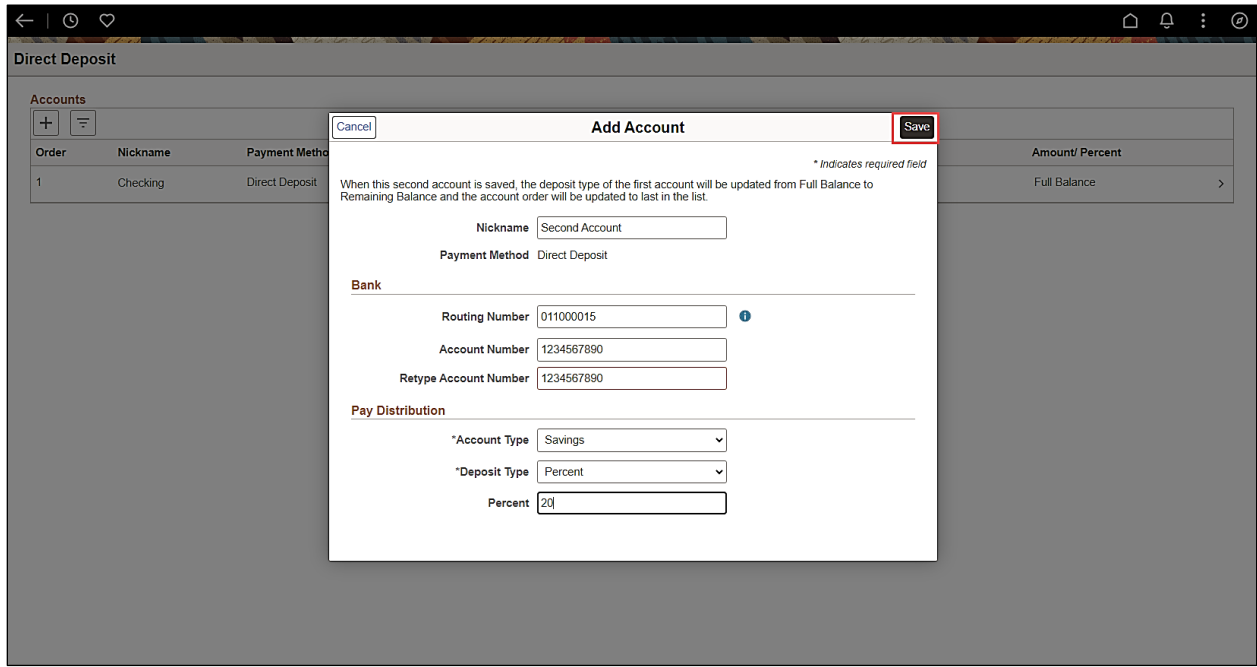 Direct Deposit
Accounts
Order Nickname Payment Metho Amount/ Percent
1 Checking Direct Deposit Full Balance
Cancel Add Account Save
* Indicates required field
When this second account is saved, the deposit type of the first account will be updated from Full Balance to
Remaining Balance and the account order will be updated to last in the list.
Nickname Second Account
Payment Method Direct Deposit
Bank
Routing Number 011000015
Account Number 1234567890
Retype Account Number 1234567890
Pay Distribution
*Account Type Savings
*Deposit Type Percent
Percent 20